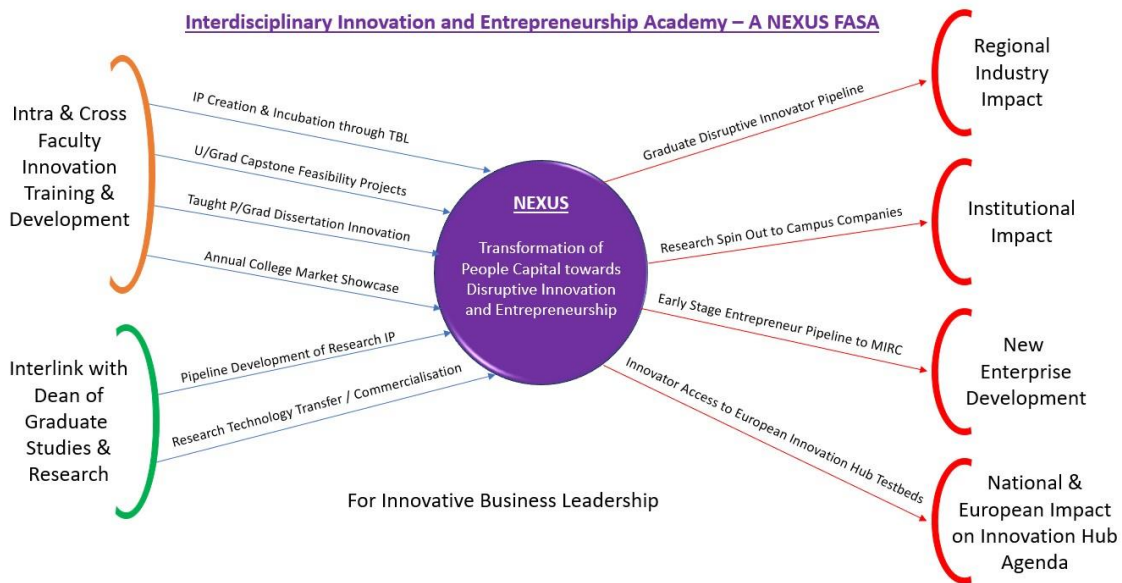 Interdisciplinary Innovation and Entrepreneurship Academy – A NEXUS FASA
Intra & Cross
Faculty
Innovation
Training &
Development
IP Creation & Incubation through TBL
U/Grad Capstone Feasibility Projects
Taught P/Grad Dissertation Innovation
Annual College Market Showcase
Interlink with
Dean of
Graduate
Studies &
Research
Pipeline Development of Research IP
Research Technology Transfer / Commercialisation
NEXUS
Transformation of
People Capital towards
Disruptive Innovation
and Entrepreneurship
For Innovative Business Leadership
Graduate Disruptive Innovator Pipeline
Regional
Industry
Impact
Research Spin Out to Campus Companies
Institutional
Impact
Early Stage Entrepreneur Pipeline to MIRC
New
Enterprise
Development
Innovator Access to European Innovation Hub Testbeds
National &
European Impact
on Innovation Hub
Agenda